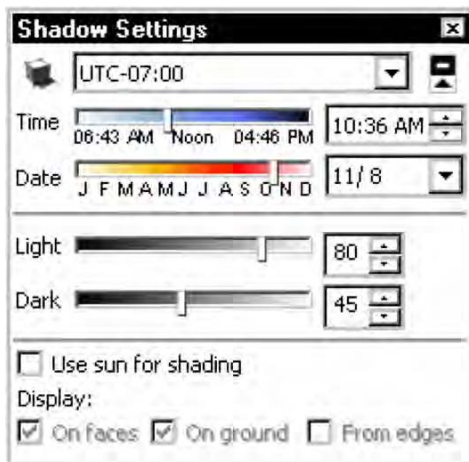 Shadow Settings
UTC-07:00
Time 10:36 AM
06:43 AM Noon 04:46 PM
Date 11/ 8
J F M A M J J A S O N D
Light 80
Dark 45
Use sun for shading
Display:
On faces On ground From edges